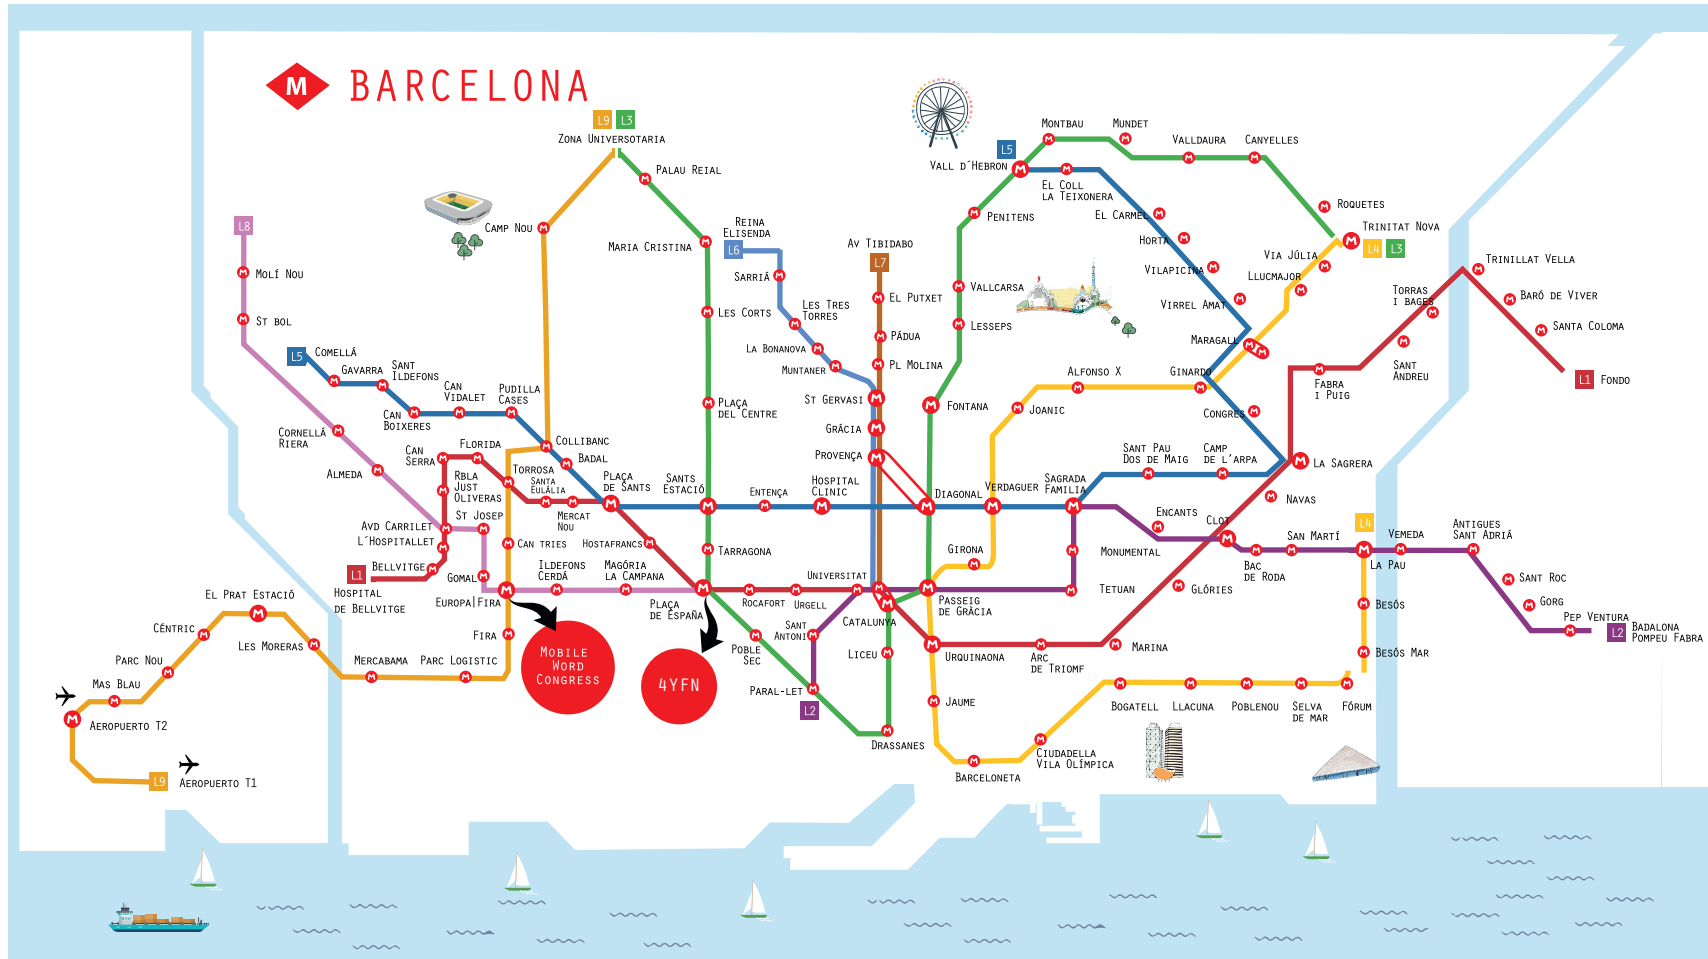 M BARCELONA
L9 L3
ZONA UNIVERSOTARIA
PALAU REIAL
CAMP NOU
MARIA CRISTINA
REINA
ELISENDA
L6
SARRIÁ
LES CORTS
LES TRES
TORRES
LA BONANOVA
MUNTANER
AV TIBIDABO
L7
EL PUTXET
PÁDUA
PL MOLINA
ST GERVASI
GRÁCIA
PROVENÇA
L5
VALL D´HEBRON
MONTBAU
MUNDET
VALLDAURA
CANYELLES
EL COLL
LA TEIXONERA
PENITENS
EL CARMEL
HORTA
VILAPICINA
VIRREL AMAT
MARAGALL
ROQUETES
TRINITAT NOVA
L4 L3
VIA JÚLIA
LLUCMAJOR
VALLCARSA
LESSEPS
FONTANA
ALFONSO X
GINARDO
JOANIC
CONGRES
TRINILLAT VELLA
TORRAS
I BAGES
BARÓ DE VIVER
SANTA COLOMA
SANT
ANDREU
FABRA
I PUIG
L1 FONDO
L8
MOLÍ NOU
ST BOL
L5
COMELLÁ
GAVARRA
SANT
ILDEFONS
CAN
VIDALET
PUDILLA
CASES
CAN
BOIXERES
CORNELLÁ
RIERA
ALMEDA
CAN
SERRA
FLORIDA
COLLIBANC
BADAL
TORROSA
SANTA
EULÁLIA
RBLA
JUST
OLIVERAS
MERCAT
NOU
PLAÇA
DE SANTS
PLAÇA
DEL CENTRE
SANTS
ESTACIÓ
ENTENÇA
HOSPITAL
CLINIC
DIAGONAL
VERDAGUER
SAGRADA
FAMILIA
SANT PAU
DOS DE MAIG
CAMP
DE L'ARPA
LA SAGRERA
NAVAS
ST JOSEP
AVD CARRILET
L´HOSPITALLET
BELLVITGE
L1
HOSPITAL
DE BELLVITGE
CAN TRIES
GOMAL
EUROPA|FIRA
ILDEFONS
CERDÁ
MAGÓRIA
LA CAMPANA
HOSTAFRANCS
TARRAGONA
PLAÇA
DE ESPAÑA
ROCAFORT
URGELL
UNIVERSITAT
SANT
ANTONI
CATALUNYA
PASSEIG
DE GRÀCIA
GIRONA
MONUMENTAL
TETUAN
ENCANTS
CLOT
GLÓRIES
BAC
DE RODA
SAN MARTÍ
L4
LA PAU
VEMEDA
ANTIGUES
SANT ADRIÁ
SANT ROC
GORG
PEP VENTURA
L2 BADALONA
POMPEU FABRA
BESÓS
BESÓS MAR
EL PRAT ESTACIÓ
CÉNTRIC
LES MORERAS
PARC NOU
MAS BLAU
AEROPUERTO T2
L9 AEROPUERTO T1
MERCABAMA
PARC LOGISTIC
FIRA
MOBILE
WORD
CONGRESS
4YFN
POBLE
SEC
PARAL-LET
L2
LICEU
DRASSANES
URQUINAONA
ARC
DE TRIOMF
MARINA
JAUME
BARCELONETA
CIUDADELLA
VILA OLÍMPICA
BOGATELL
LLACUNA
POBLENOU
SELVA
DE MAR
FÓRUM